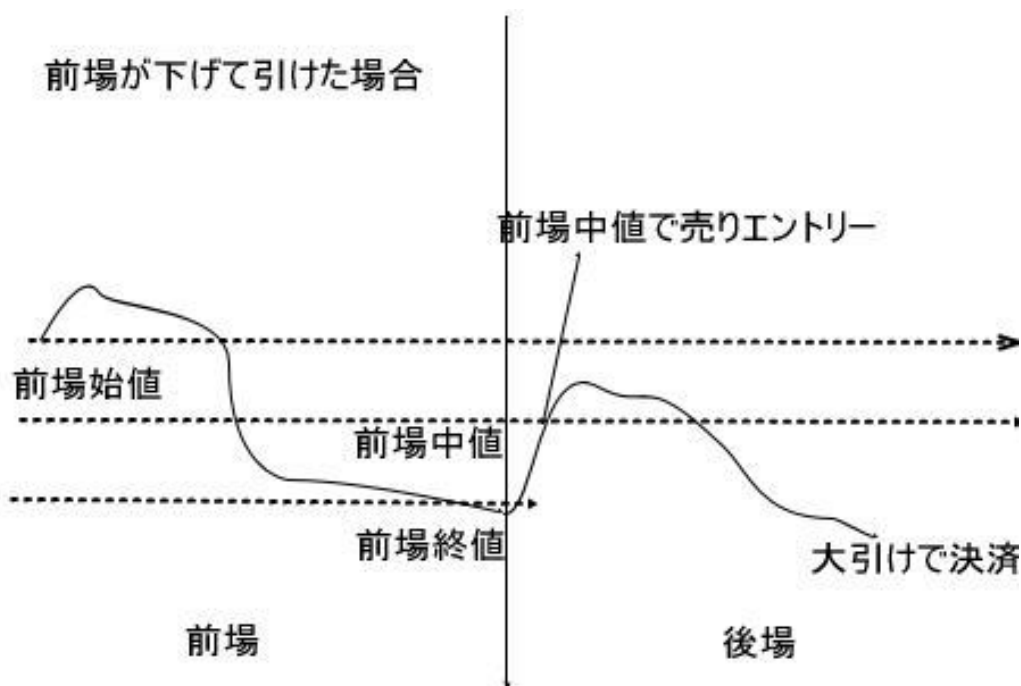 前場が下げて引けた場合
前場中値で売りエントリー
前場始値
前場中値
前場終値
大引けで決済
前場
後場